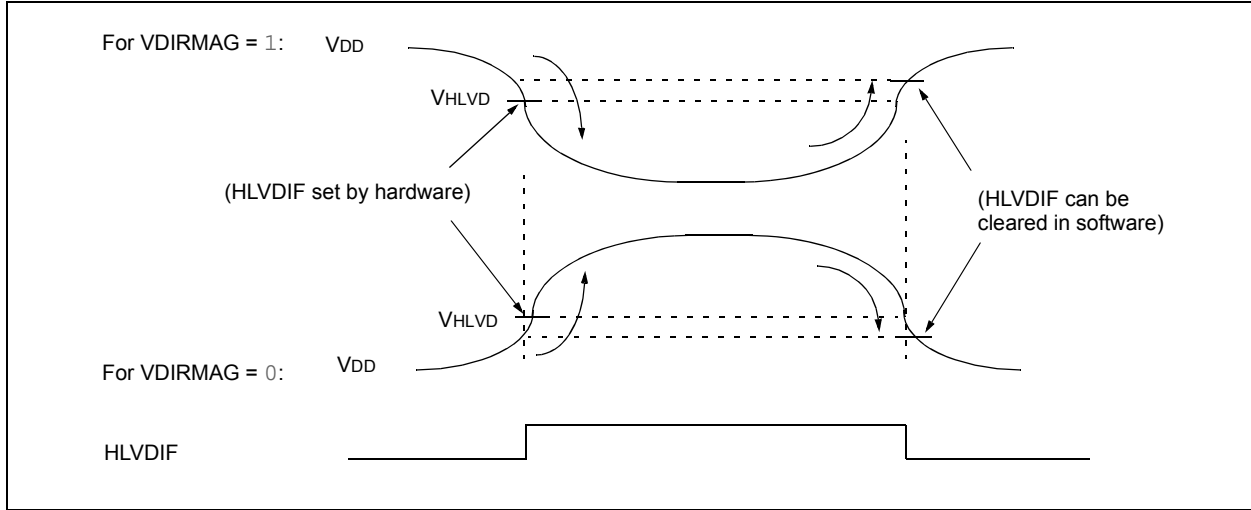 For VDIRMAG = 1:
VDD
VHLVD
(HLVDIF set by hardware)
(HLVDIF can be
cleared in software)
VHLVD
VDD
For VDIRMAG = 0:
HLVDIF